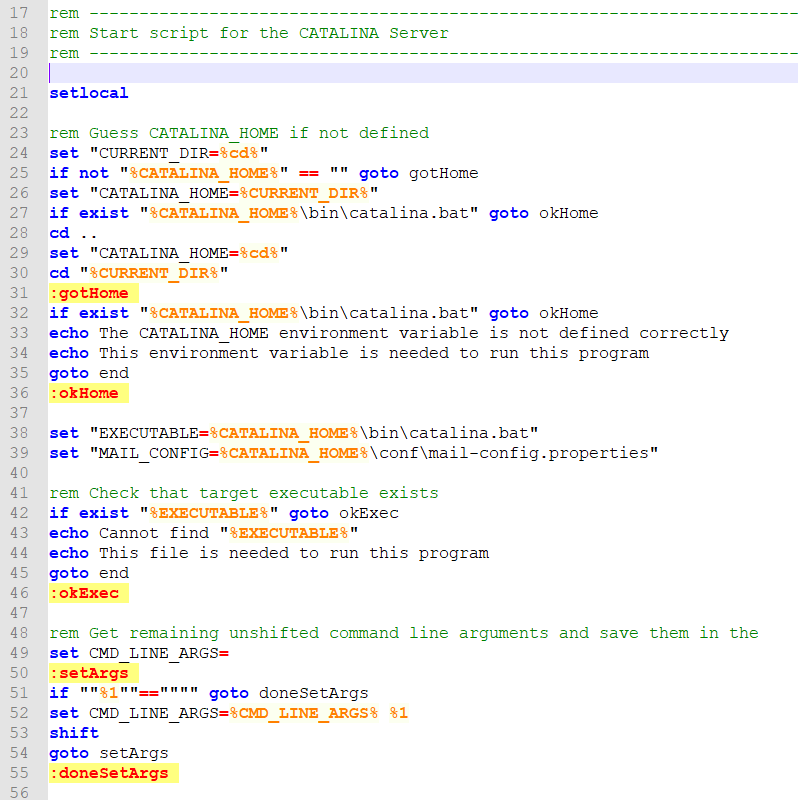 17 rem -----------------------------------------------------------------------
18 rem Start script for the CATALINA Server
19 rem -----------------------------------------------------------------------
20
21 setlocal
22
23 rem Guess CATALINA_HOME if not defined
24 set "CURRENT_DIR=%cd%"
25 if not "%CATALINA_HOME%" == "" goto gotHome
26 set "CATALINA_HOME=%CURRENT_DIR%"
27 if exist "%CATALINA_HOME%\bin\catalina.bat" goto okHome
28 cd ..
29 set "CATALINA_HOME=%cd%"
30 cd "%CURRENT_DIR%"
31 :gotHome
32 if exist "%CATALINA_HOME%\bin\catalina.bat" goto okHome
33 echo The CATALINA_HOME environment variable is not defined correctly
34 echo This environment variable is needed to run this program
35 goto end
36 :okHome
37
38 set "EXECUTABLE=%CATALINA_HOME%\bin\catalina.bat"
39 set "MAIL_CONFIG=%CATALINA_HOME%\conf\mail-config.properties"
40
41 rem Check that target executable exists
42 if exist "%EXECUTABLE%" goto okExec
43 echo Cannot find "%EXECUTABLE%"
44 echo This file is needed to run this program
45 goto end
46 :okExec
47
48 rem Get remaining unshifted command line arguments and save them in the
49 set CMD_LINE_ARGS=
50 :setArgs
51 if ""%1""=="""" goto doneSetArgs
52 set CMD_LINE_ARGS=%CMD_LINE_ARGS% %1
53 shift
54 goto setArgs
55 :doneSetArgs
56